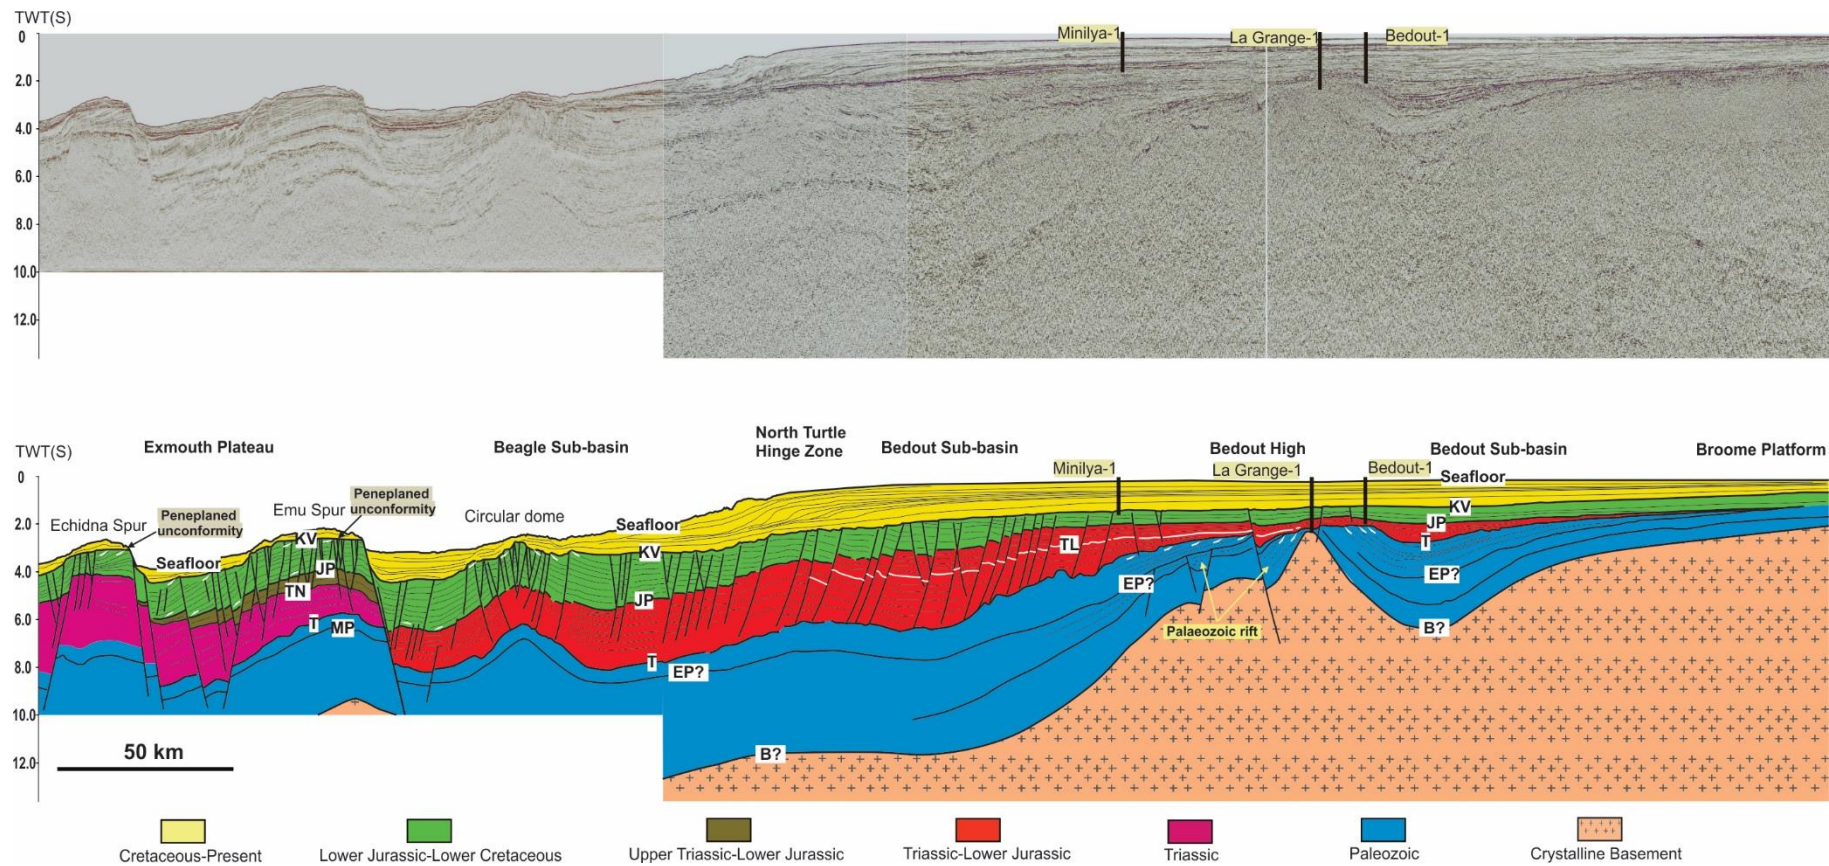 TWT(S)
0
2.0
4.0
6.0
8.0
10.0
12.0
Minilya-1
La Grange-1
Bedout-1
TWT(S)
0
2.0
4.0
6.0
8.0
10.0
12.0
Exmouth Plateau
Beagle Sub-basin
North Turtle
Hinge Zone
Bedout Sub-basin
Bedout High
Bedout Sub-basin
Broome Platform
Minilya-1
La Grange-1
Bedout-1
Seafloor
Echidna Spur
Peneplaned
unconformity
Emu Spur
Peneplaned
unconformity
Circular dome
Seafloor
Seafloor
KV
KV
KV
JP
JP
JP
TN
TL
T
T
T
MP
EP?
EP?
EP?
Palaeozoic rift
B?
B?
50 km
Cretaceous-Present
Lower Jurassic-Lower Cretaceous
Upper Triassic-Lower Jurassic
Triassic-Lower Jurassic
Triassic
Paleozoic
Crystalline Basement